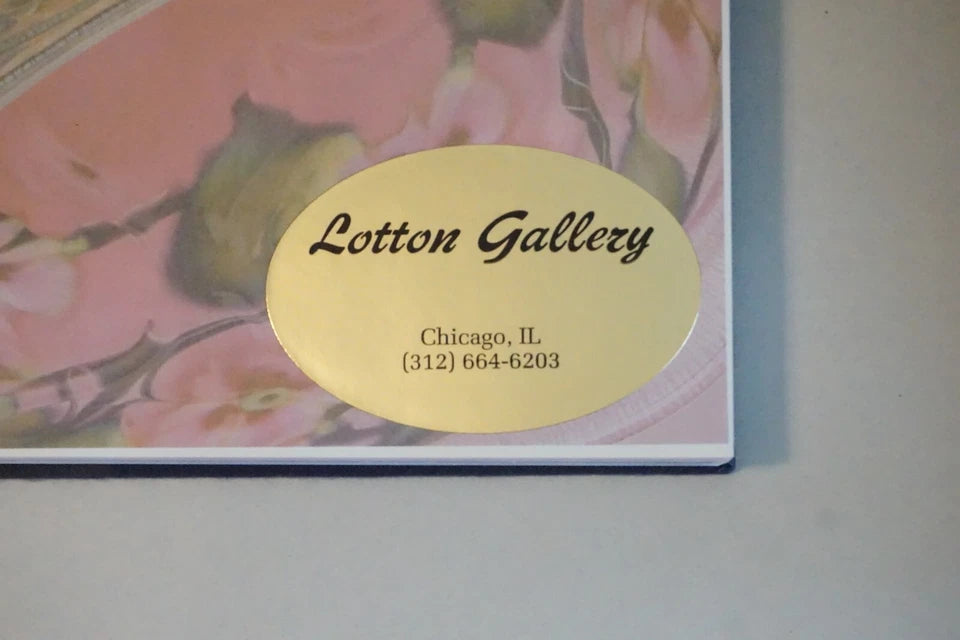 Lotton Gallery
Chicago, IL
(312) 664-6203